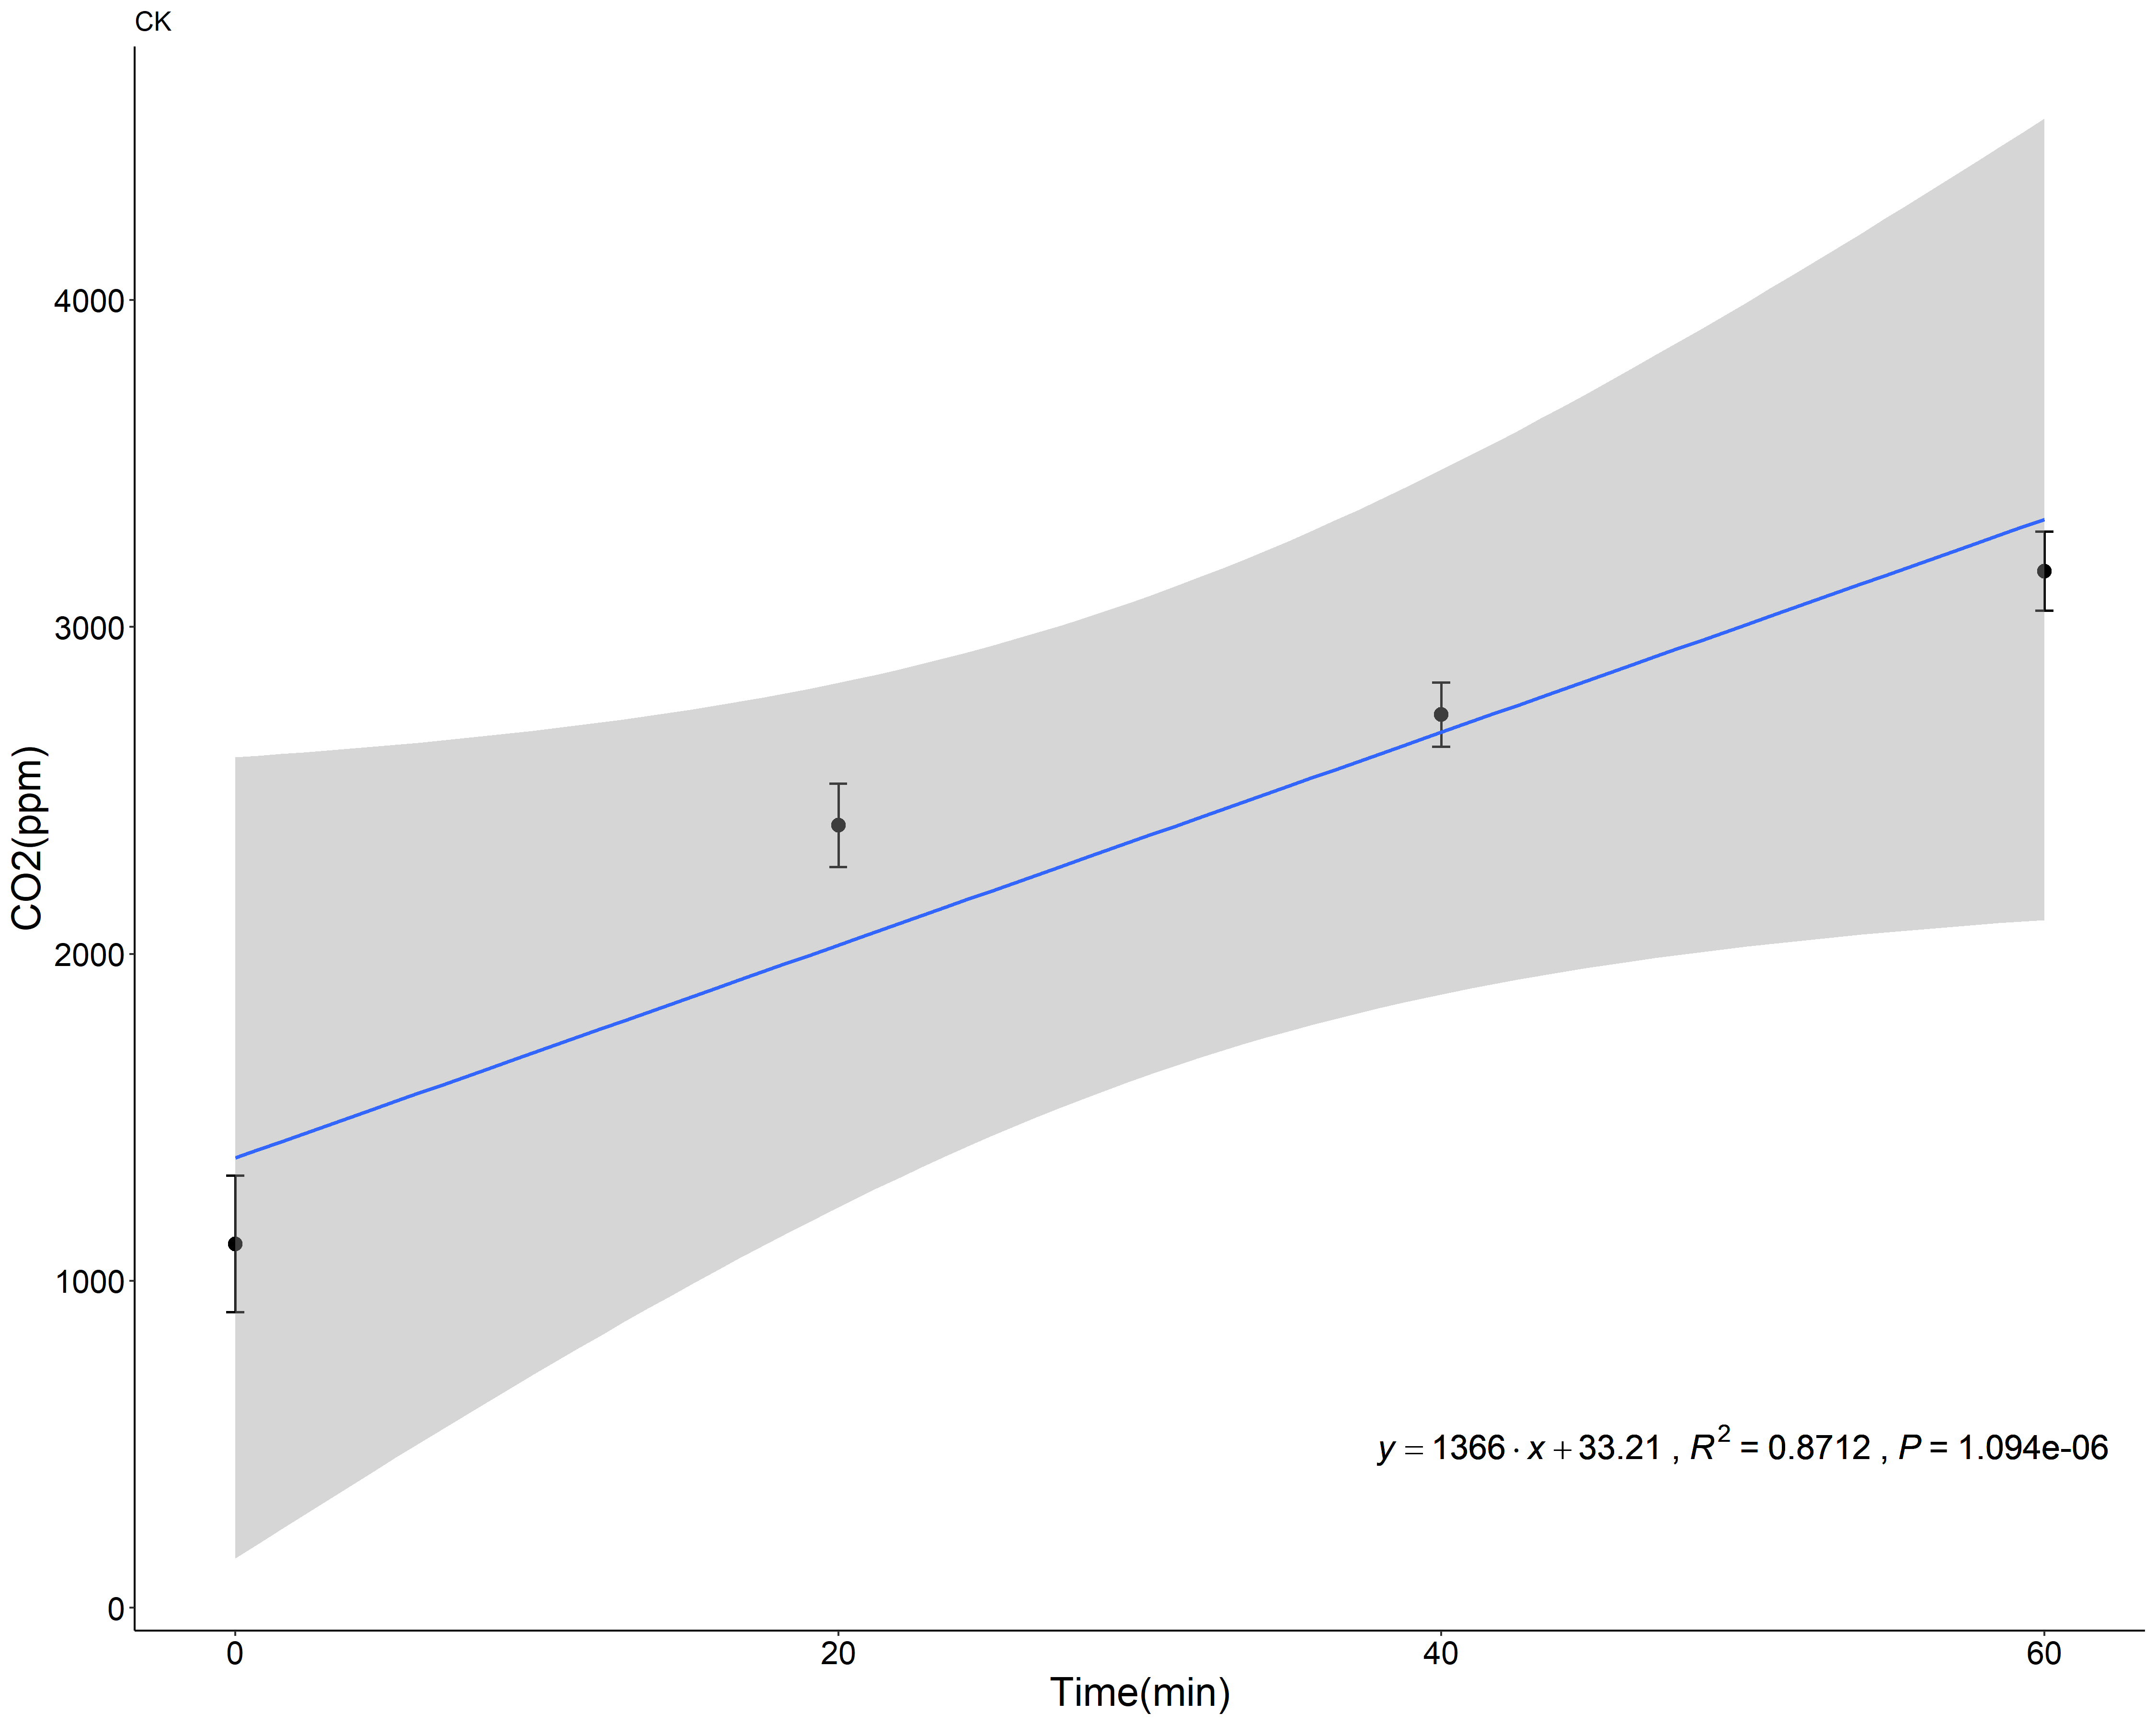 CK
4000
3000
2000
1000
0
CO2(ppm)
0 20 40 60
Time(min)
y = 1366 · x + 33.21 , R² = 0.8712 , P = 1.094e-06